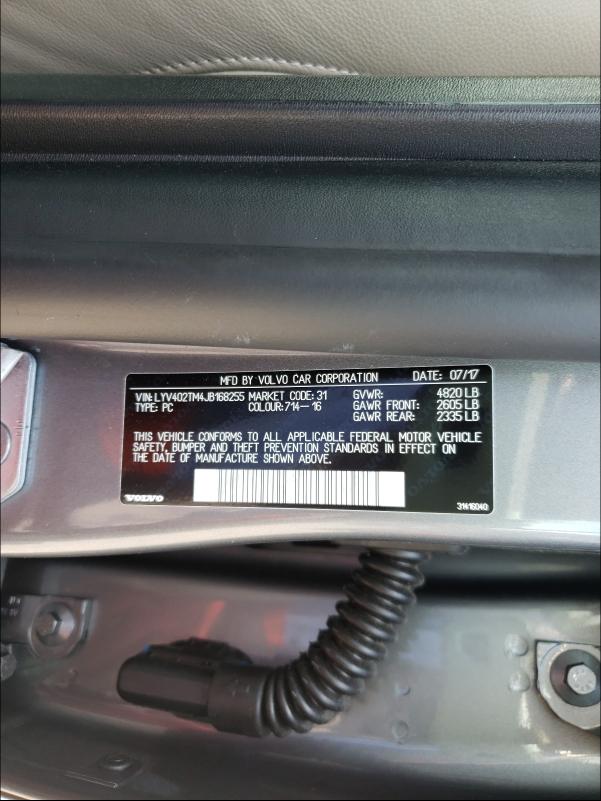 MFD BY VOLVO CAR CORPORATION DATE: 07/17
VIN: LYV402TM4JB168255 MARKET CODE: 31 GVWR: 4820 LB
TYPE: PC COLOUR: 714-16 GAWR FRONT: 2605 LB
GAWR REAR: 2335 LB
THIS VEHICLE CONFORMS TO ALL APPLICABLE FEDERAL MOTOR VEHICLE
SAFETY, BUMPER AND THEFT PREVENTION STANDARDS IN EFFECT ON
THE DATE OF MANUFACTURE SHOWN ABOVE.
VOLVO 31416040